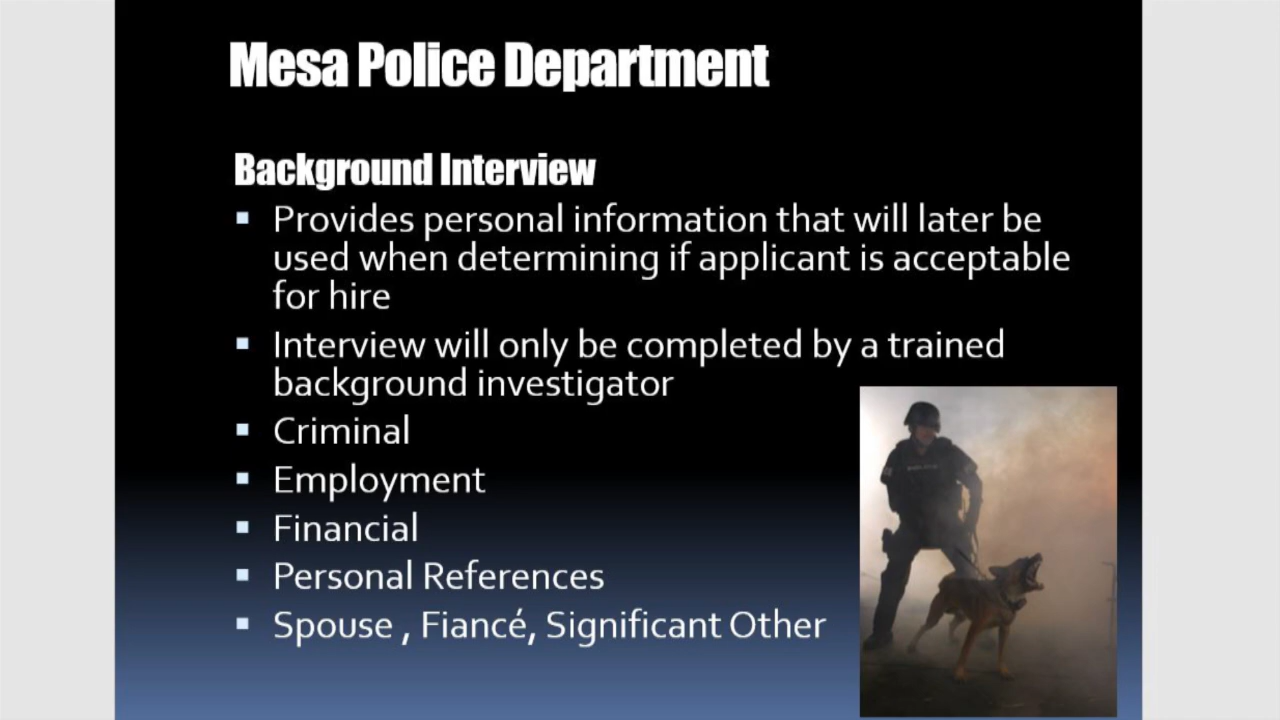 Mesa Police Department
Background Interview
▪ Provides personal information that will later be
used when determining if applicant is acceptable
for hire
▪ Interview will only be completed by a trained
background investigator
▪ Criminal
▪ Employment
▪ Financial
▪ Personal References
▪ Spouse , Fiancé, Significant Other